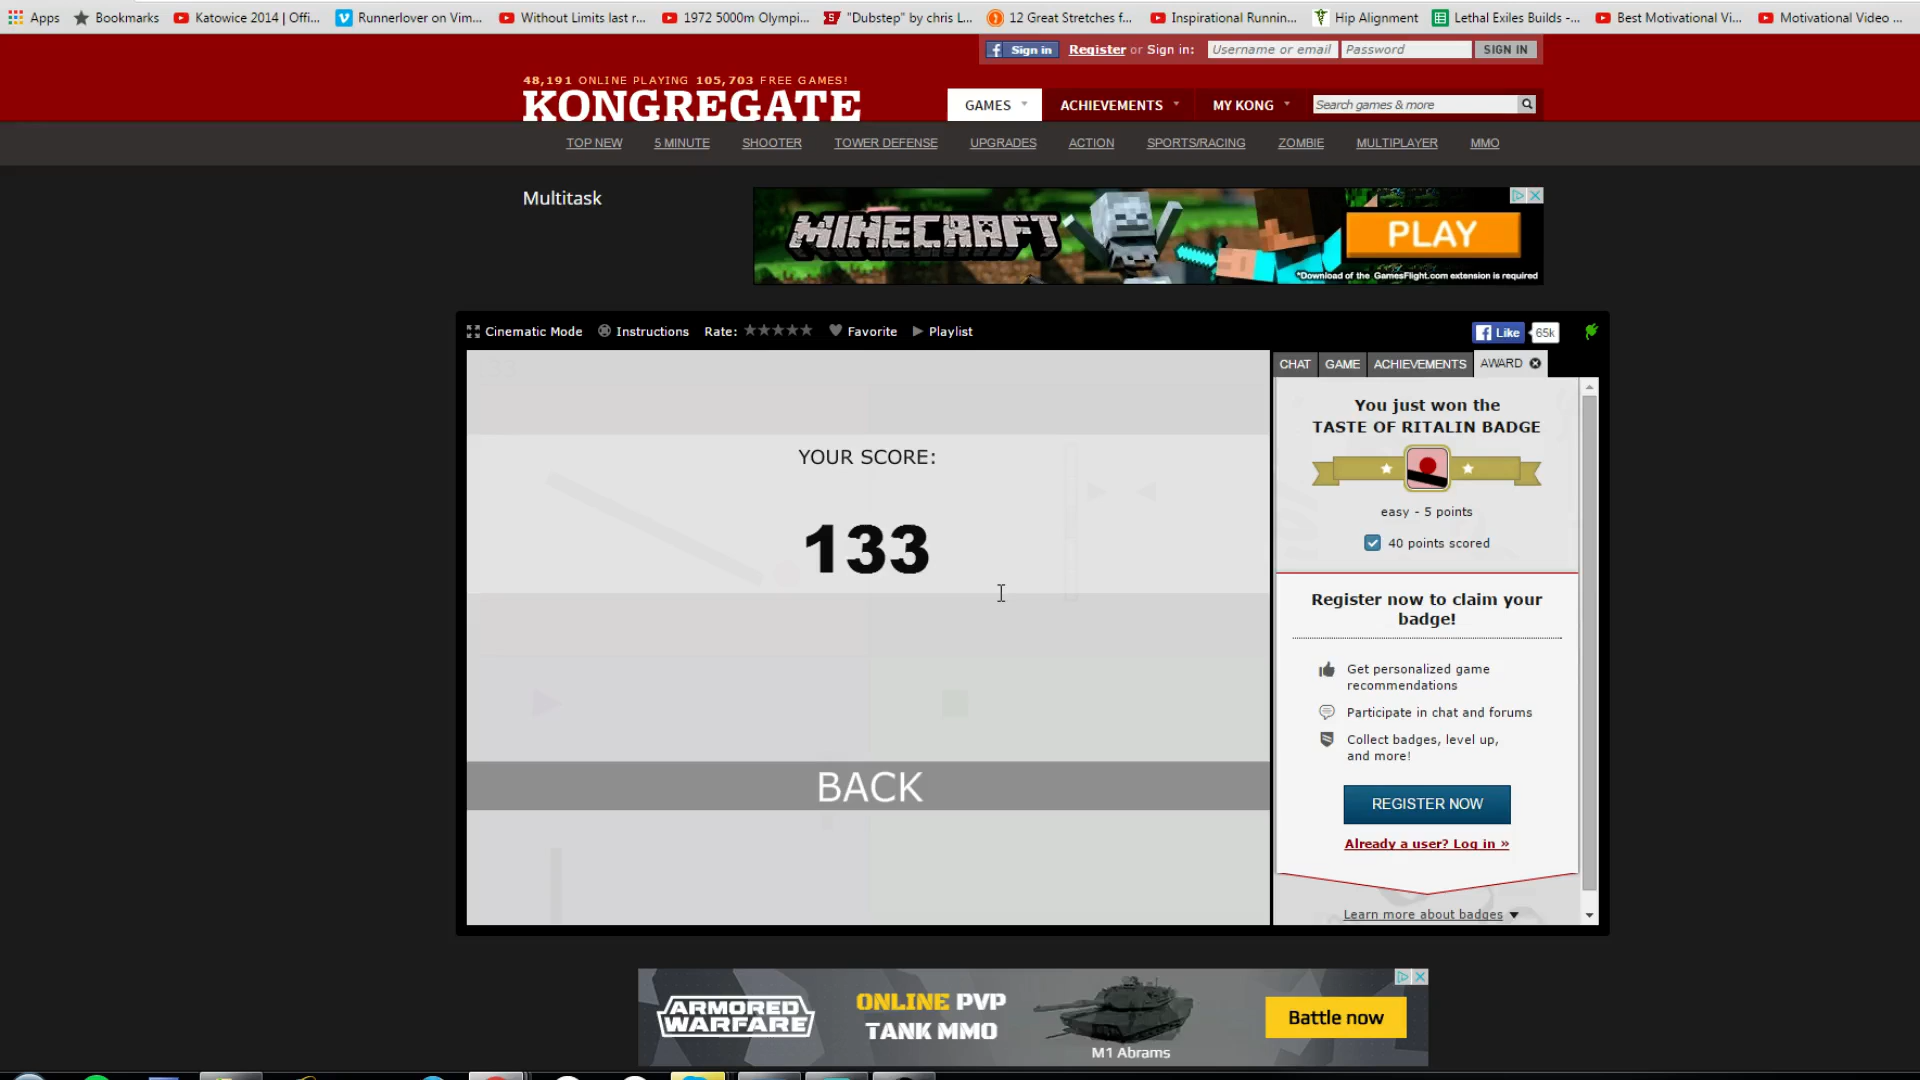 Apps Bookmarks Katowice 2014 | Offi... Runnerlover on Vim... Without Limits last r... 1972 5000m Olympi... "Dubstep" by chris L... 12 Great Stretches f... Inspirational Runnin... Hip Alignment Lethal Exiles Builds -... Best Motivational Vi... Motivational Video ...
f Sign in Register or Sign in: Username or email Password SIGN IN
48,191 ONLINE PLAYING 105,703 FREE GAMES!
KONGREGATE
GAMES ACHIEVEMENTS MY KONG Search games & more
TOP NEW 5 MINUTE SHOOTER TOWER DEFENSE UPGRADES ACTION SPORTS/RACING ZOMBIE MULTIPLAYER MMO
Multitask
MINECRAFT
PLAY
*Download of the GamesFlight.com extension is required
Cinematic Mode Instructions Rate: Favorite Playlist
f Like 65k
CHAT GAME ACHIEVEMENTS AWARD
33
YOUR SCORE:
133
BACK
You just won the
TASTE OF RITALIN BADGE
easy - 5 points
40 points scored
Register now to claim your
badge!
Get personalized game
recommendations
Participate in chat and forums
Collect badges, level up,
and more!
REGISTER NOW
Already a user? Log in »
Learn more about badges
ARMORED
WARFARE
ONLINE PVP
TANK MMO
M1 Abrams
Battle now